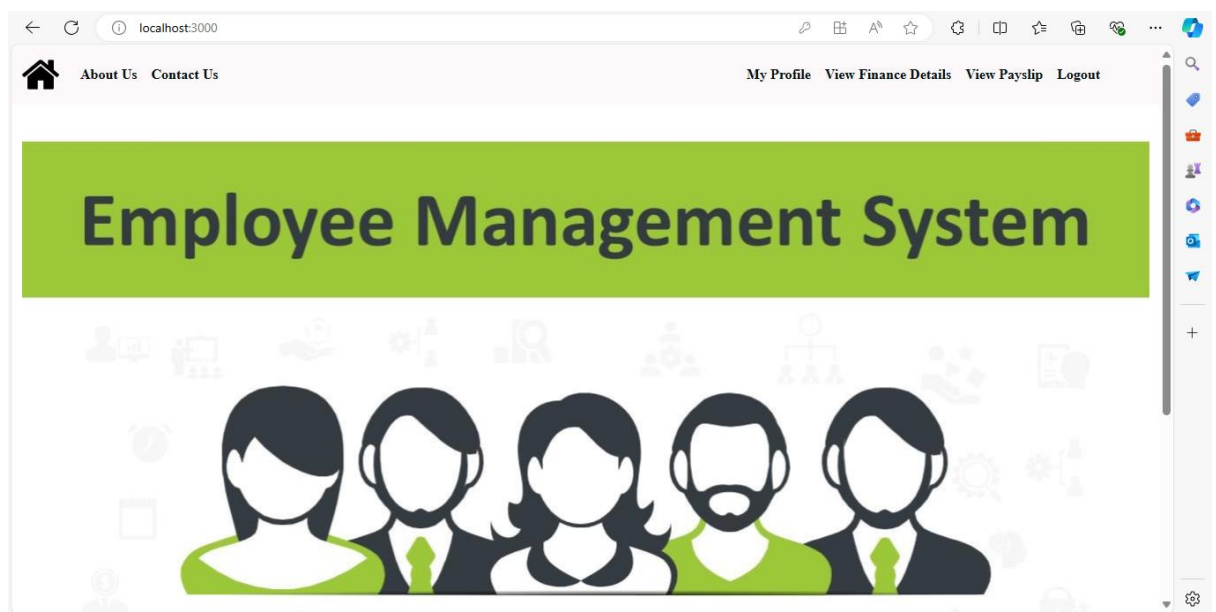 localhost:3000
About Us Contact Us My Profile View Finance Details View Payslip Logout
Employee Management System